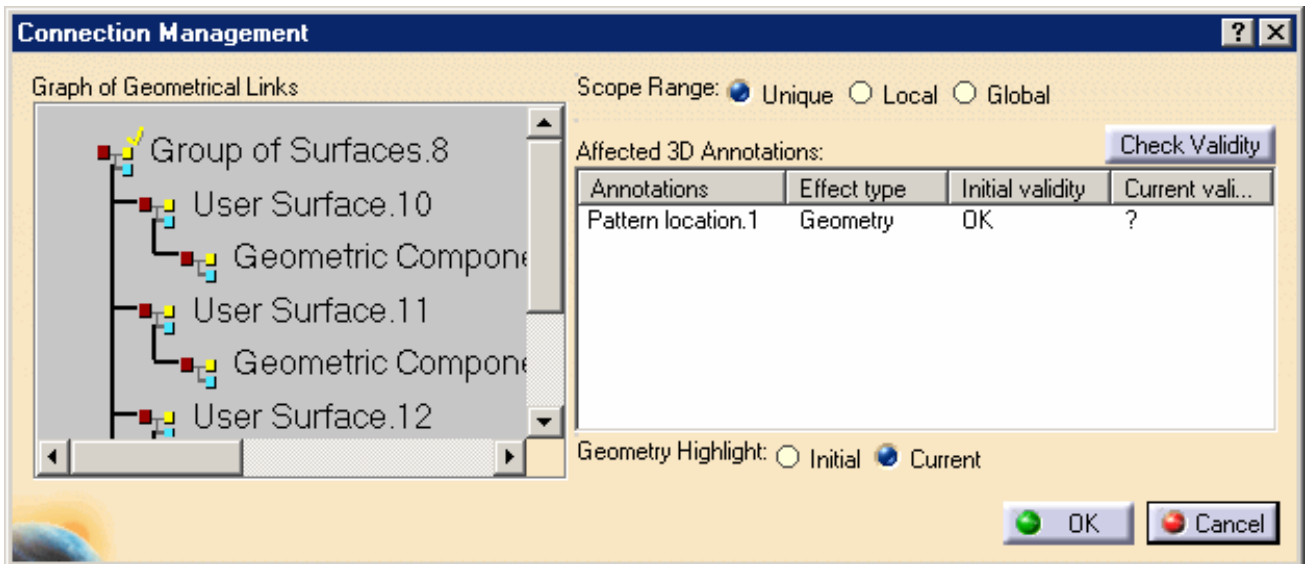 Connection Management
Graph of Geometrical Links
Group of Surfaces.8
User Surface.10
Geometric Compone
User Surface.11
Geometric Compone
User Surface.12
Scope Range: Unique Local Global
Affected 3D Annotations: Check Validity
Annotations Effect type Initial validity Current vali...
Pattern location.1 Geometry OK ?
Geometry Highlight: Initial Current
OK Cancel